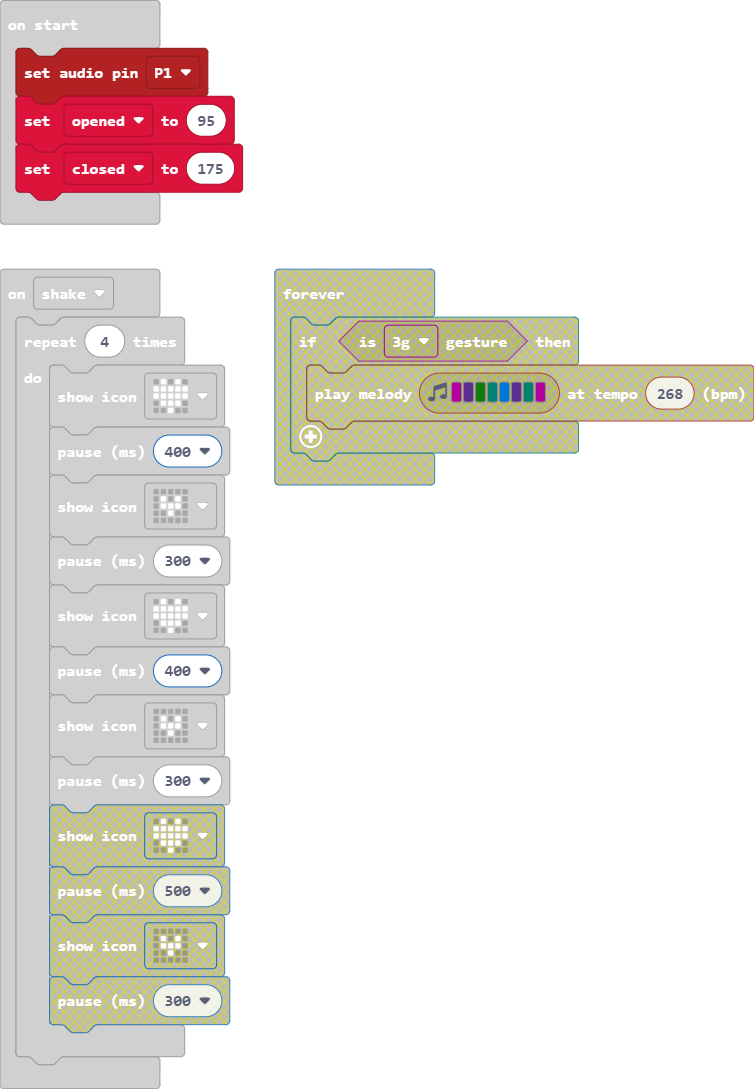 on start
set audio pin P1
set opened to 95
set closed to 175
on shake
repeat 4 times
do
show icon
pause (ms) 400
show icon
pause (ms) 300
show icon
pause (ms) 400
show icon
pause (ms) 300
show icon
pause (ms) 500
show icon
pause (ms) 300
forever
if is 3g gesture then
play melody at tempo 268 (bpm)